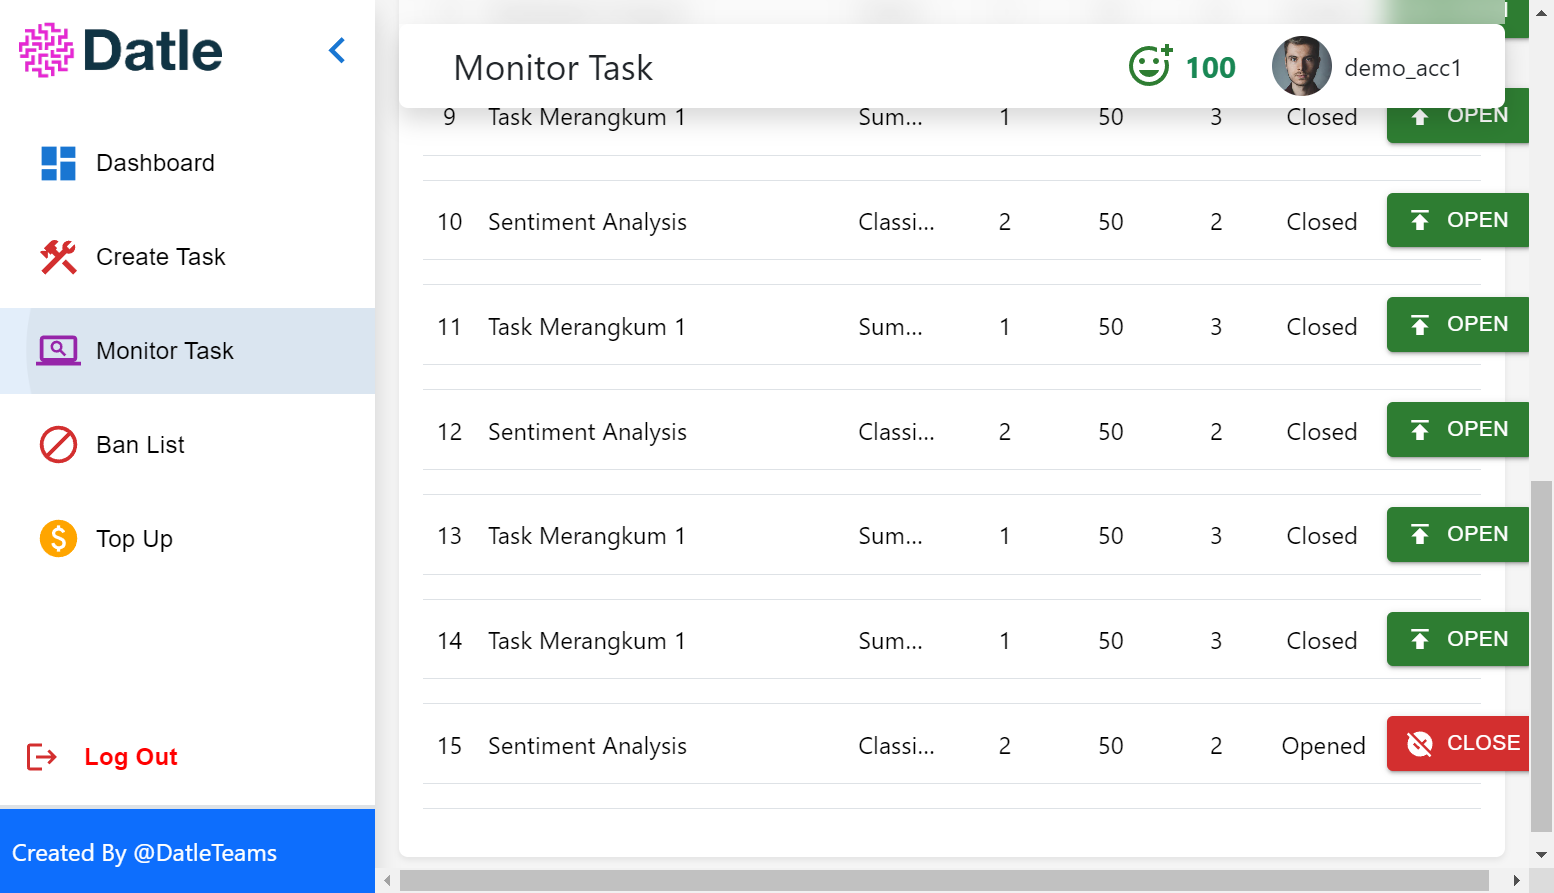 Datle
Monitor Task
100
demo_acc1
Dashboard
Create Task
Monitor Task
Ban List
Top Up
Log Out
Created By @DatleTeams
9 Task Merangkum 1 Sum... 1 50 3 Closed OPEN
10 Sentiment Analysis Classi... 2 50 2 Closed OPEN
11 Task Merangkum 1 Sum... 1 50 3 Closed OPEN
12 Sentiment Analysis Classi... 2 50 2 Closed OPEN
13 Task Merangkum 1 Sum... 1 50 3 Closed OPEN
14 Task Merangkum 1 Sum... 1 50 3 Closed OPEN
15 Sentiment Analysis Classi... 2 50 2 Opened CLOSE